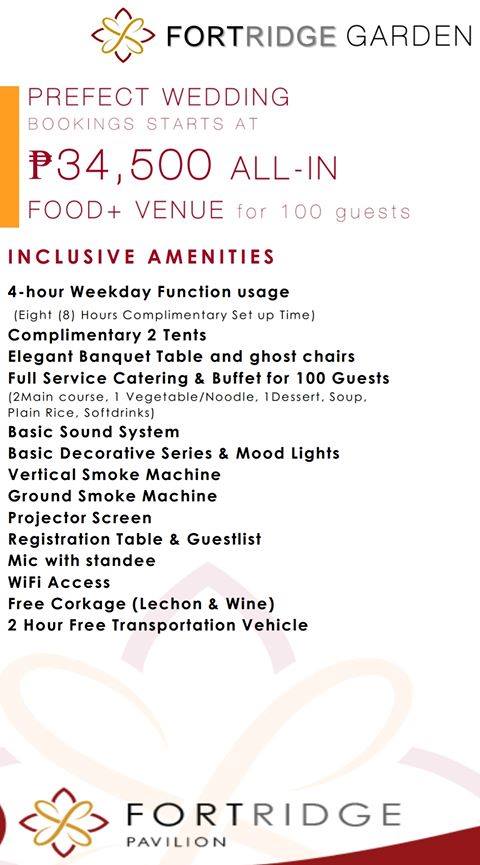 FORTRIDGE GARDEN
PREFECT WEDDING
BOOKINGS STARTS AT
₱34,500 ALL-IN
FOOD+ VENUE for 100 guests
INCLUSIVE AMENITIES
4-hour Weekday Function usage
(Eight (8) Hours Complimentary Set up Time)
Complimentary 2 Tents
Elegant Banquet Table and ghost chairs
Full Service Catering & Buffet for 100 Guests
(2Main course, 1 Vegetable/Noodle, 1Dessert, Soup,
Plain Rice, Softdrinks)
Basic Sound System
Basic Decorative Series & Mood Lights
Vertical Smoke Machine
Ground Smoke Machine
Projector Screen
Registration Table & Guestlist
Mic with standee
WiFi Access
Free Corkage (Lechon & Wine)
2 Hour Free Transportation Vehicle
FORTRIDGE
PAVILION